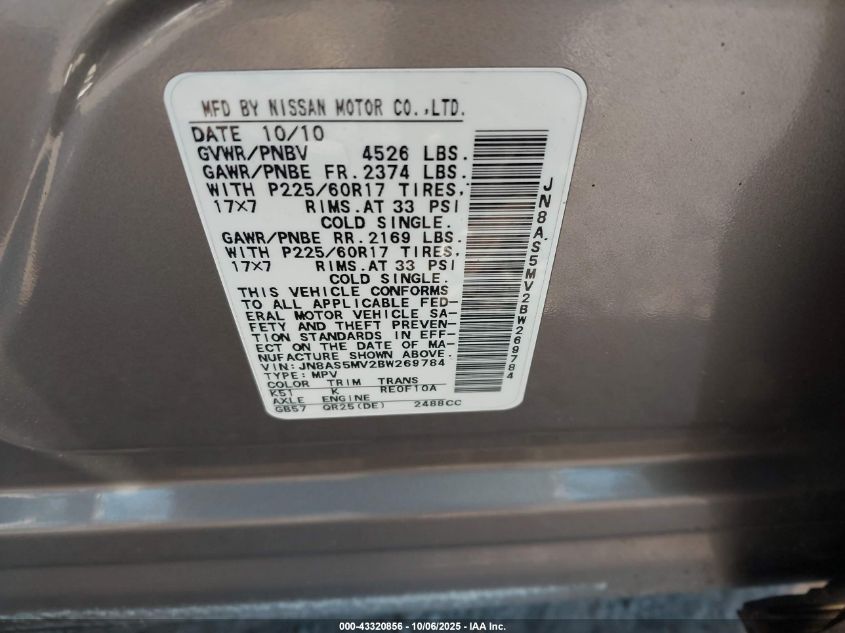 MFD BY NISSAN MOTOR CO.,LTD.
DATE 10/10
GVWR/PNBV 4526 LBS.
GAWR/PNBE FR. 2374 LBS.
WITH P225/60R17 TIRES,
17X7 RIMS.AT 33 PSI
COLD SINGLE.
GAWR/PNBE RR. 2169 LBS.
WITH P225/60R17 TIRES,
17X7 RIMS.AT 33 PSI
COLD SINGLE.
THIS VEHICLE CONFORMS
TO ALL APPLICABLE FED-
ERAL MOTOR VEHICLE SA-
FETY AND THEFT PREVEN-
TION STANDARDS IN EFF-
ECT ON THE DATE OF MA-
NUFACTURE SHOWN ABOVE.
VIN: JN8AS5MV2BW269784
TYPE: MPV
COLOR TRIM TRANS
K51 K RE0F10A
AXLE ENGINE
GB57 QR25(DE) 2488CC
JN8AS5MV2BW269784
000-43320856 - 10/06/2025 - IAA Inc.